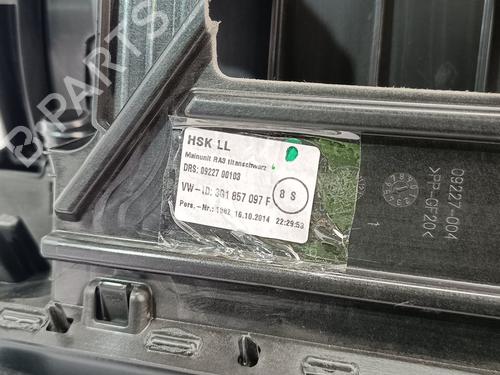 B-PARTS
HSK LL
Mainunit RA3 titanschwarz
DRS: 09227 00103
VW-ID: 3G1 857 097 F
8 S
Pers.-Nr.: 1982, 16.10.2014 22:29:53
09227-004
>PP-GF20<